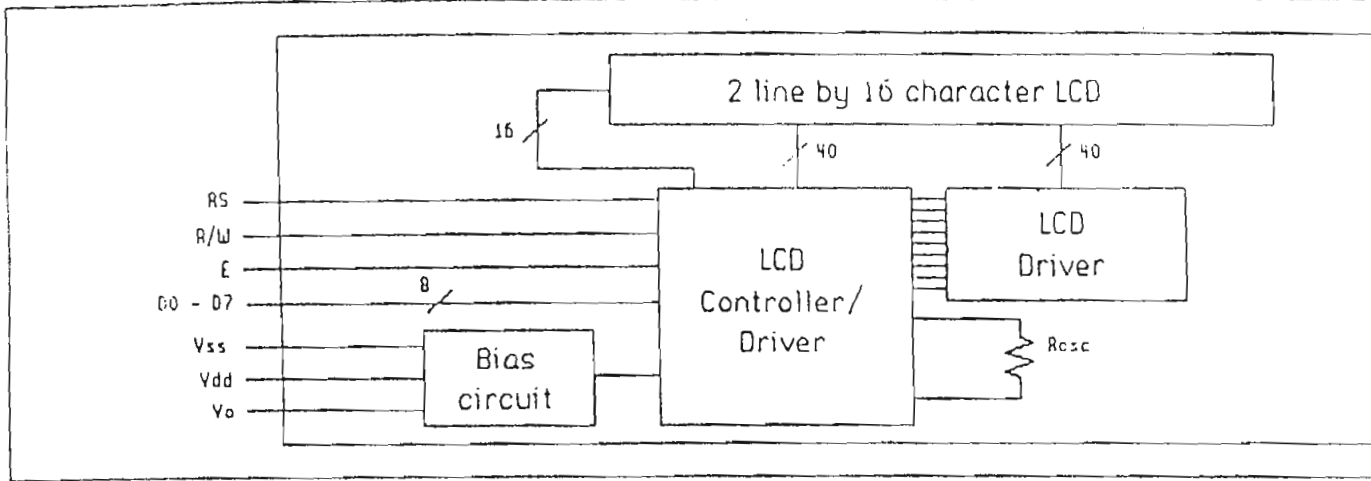 2 line by 16 character LCD
16
40
40
RS
R/W
E
D0 - D7
8
Vss
Vdd
Vo
Bias
circuit
LCD
Controller/
Driver
LCD
Driver
Rosc